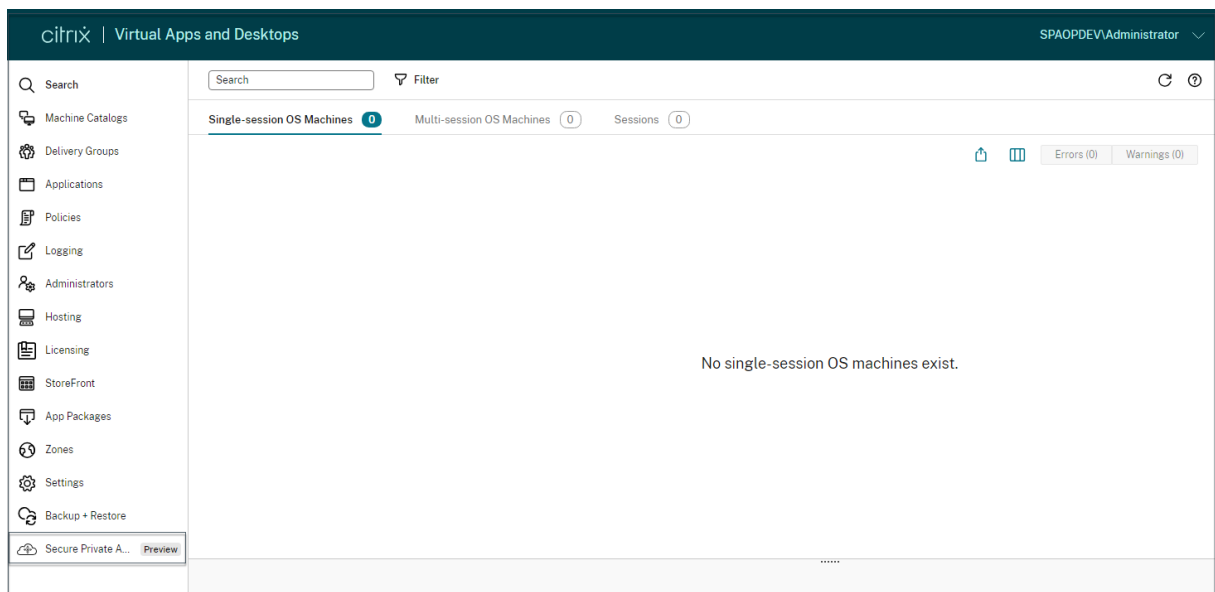 citrix | Virtual Apps and Desktops
SPAOPDEV\Administrator
Search
Machine Catalogs
Delivery Groups
Applications
Policies
Logging
Administrators
Hosting
Licensing
StoreFront
App Packages
Zones
Settings
Backup + Restore
Secure Private A... Preview
Search
Filter
Single-session OS Machines 0
Multi-session OS Machines 0
Sessions 0
Errors (0)
Warnings (0)
No single-session OS machines exist.